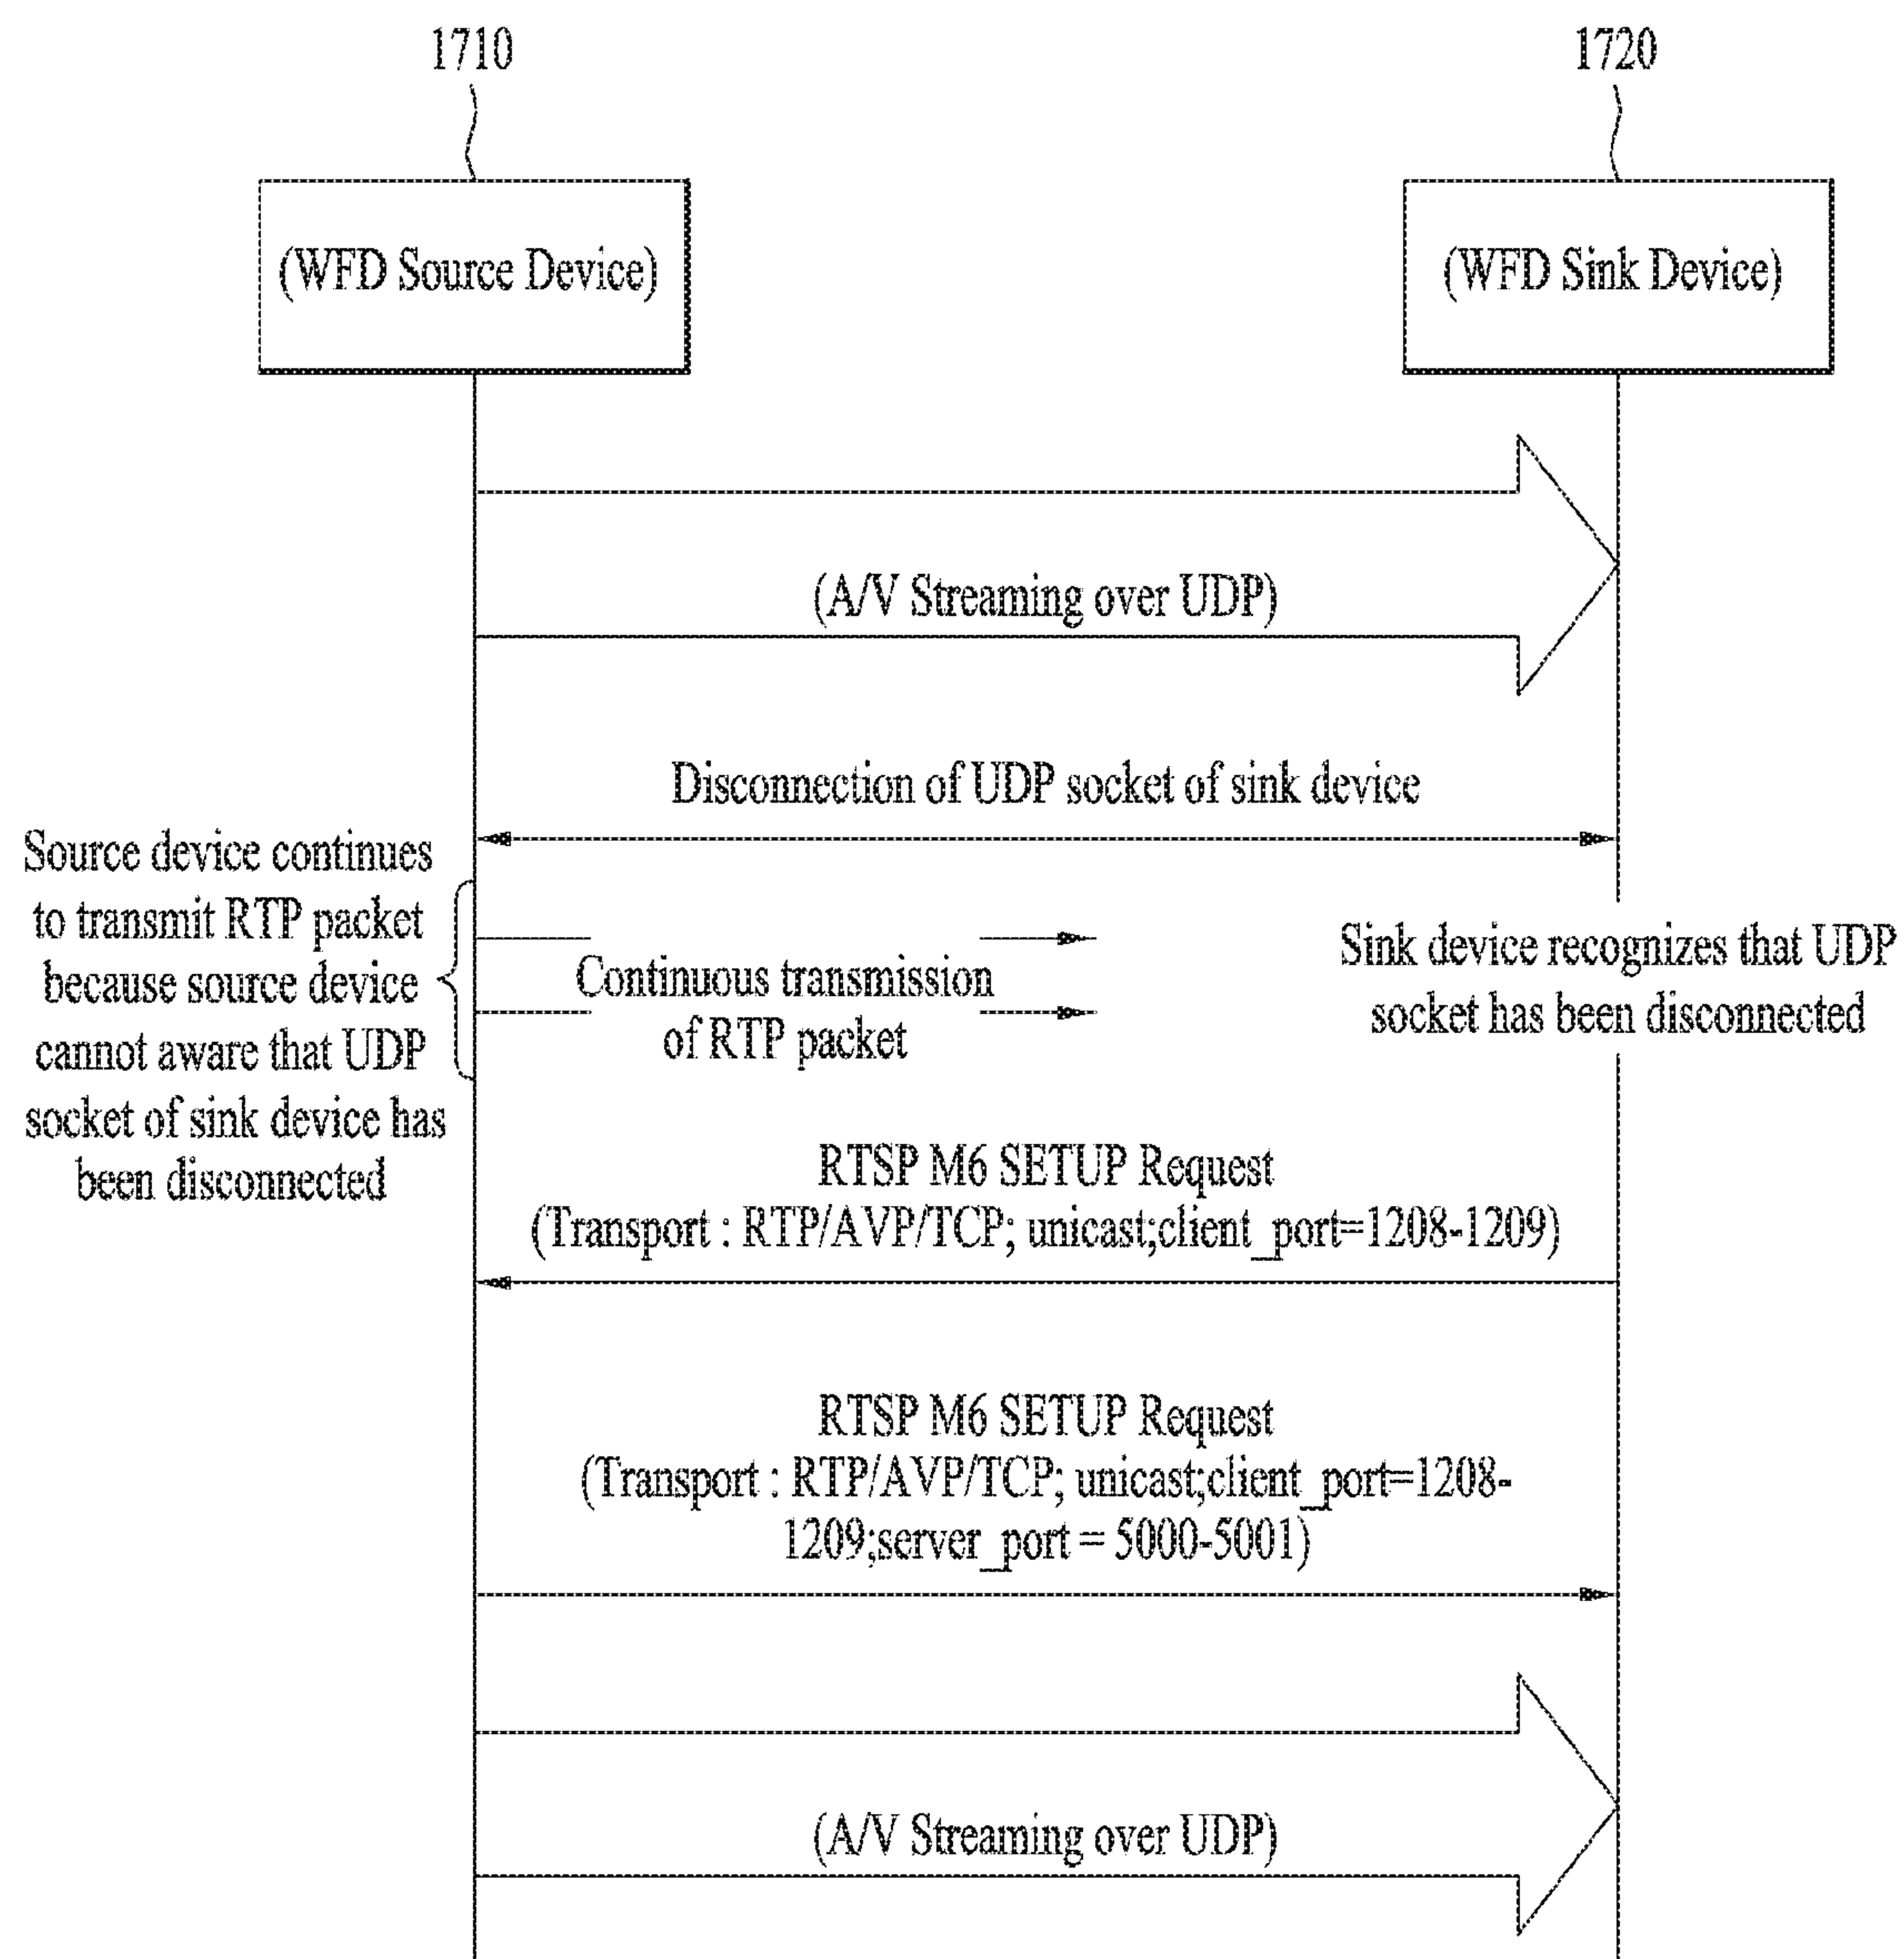 1710
1720
(WFD Source Device)
(WFD Sink Device)
(A/V Streaming over UDP)
Disconnection of UDP socket of sink device
Source device continues
to transmit RTP packet
because source device
cannot aware that UDP
socket of sink device has
been disconnected
Continuous transmission
of RTP packet
Sink device recognizes that UDP
socket has been disconnected
RTSP M6 SETUP Request
(Transport : RTP/AVP/TCP; unicast;client_port=1208-1209)
RTSP M6 SETUP Request
(Transport : RTP/AVP/TCP; unicast;client_port=1208-
1209;server_port = 5000-5001)
(A/V Streaming over UDP)